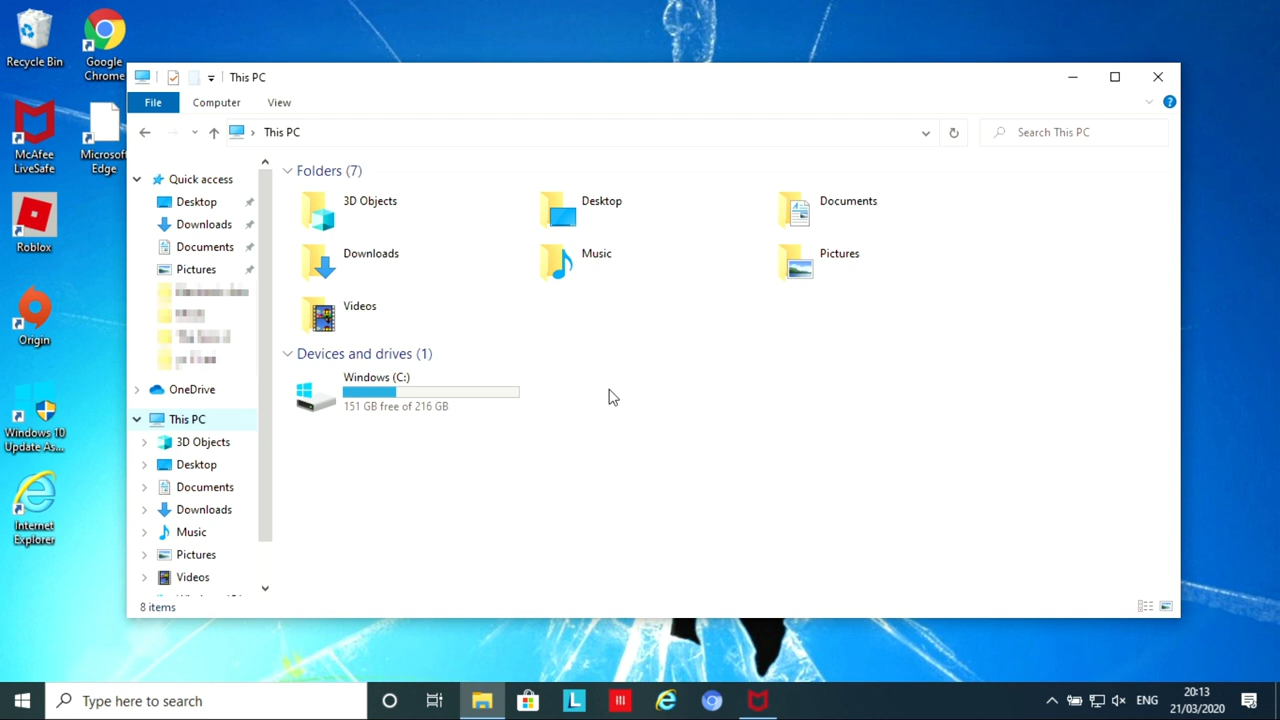 Recycle Bin
Google
Chrome
McAfee
LiveSafe
Microsoft
Edge
Roblox
Origin
Windows 10
Update As...
Internet
Explorer
This PC
File
Computer
View
This PC
Search This PC
Quick access
Desktop
Downloads
Documents
Pictures
OneDrive
This PC
3D Objects
Desktop
Documents
Downloads
Music
Pictures
Videos
Folders (7)
3D Objects
Desktop
Documents
Downloads
Music
Pictures
Videos
Devices and drives (1)
Windows (C:)
151 GB free of 216 GB
8 items
Type here to search
L
ENG
20:13
21/03/2020